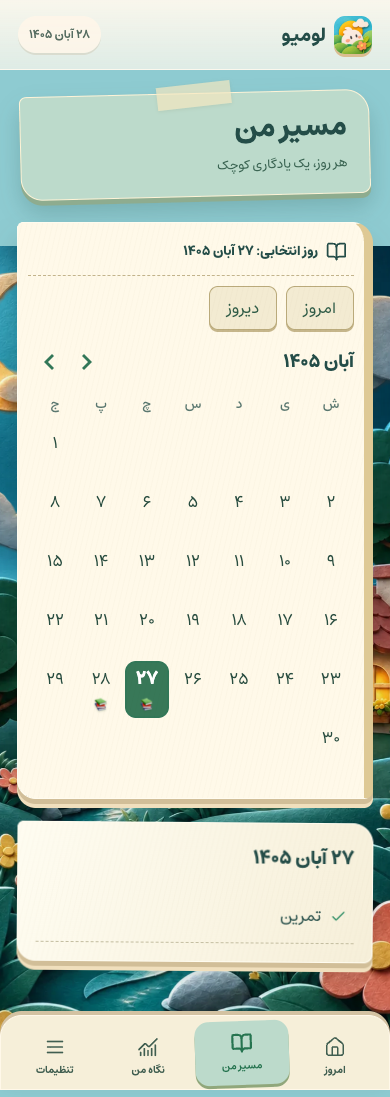 لومیو
۲۸ آبان ۱۴۰۵
مسیر من
هر روز، یک یادگاری کوچک
روز انتخابی: ۲۷ آبان ۱۴۰۵
امروز دیروز
آبان ۱۴۰۵
ش ی د س چ پ ج
۱
۲ ۳ ۴ ۵ ۶ ۷ ۸
۹ ۱۰ ۱۱ ۱۲ ۱۳ ۱۴ ۱۵
۱۶ ۱۷ ۱۸ ۱۹ ۲۰ ۲۱ ۲۲
۲۳ ۲۴ ۲۵ ۲۶ ۲۷ ۲۸ ۲۹
۳۰
۲۷ آبان ۱۴۰۵
تمرین
امروز مسیر من نگاه من تنظیمات